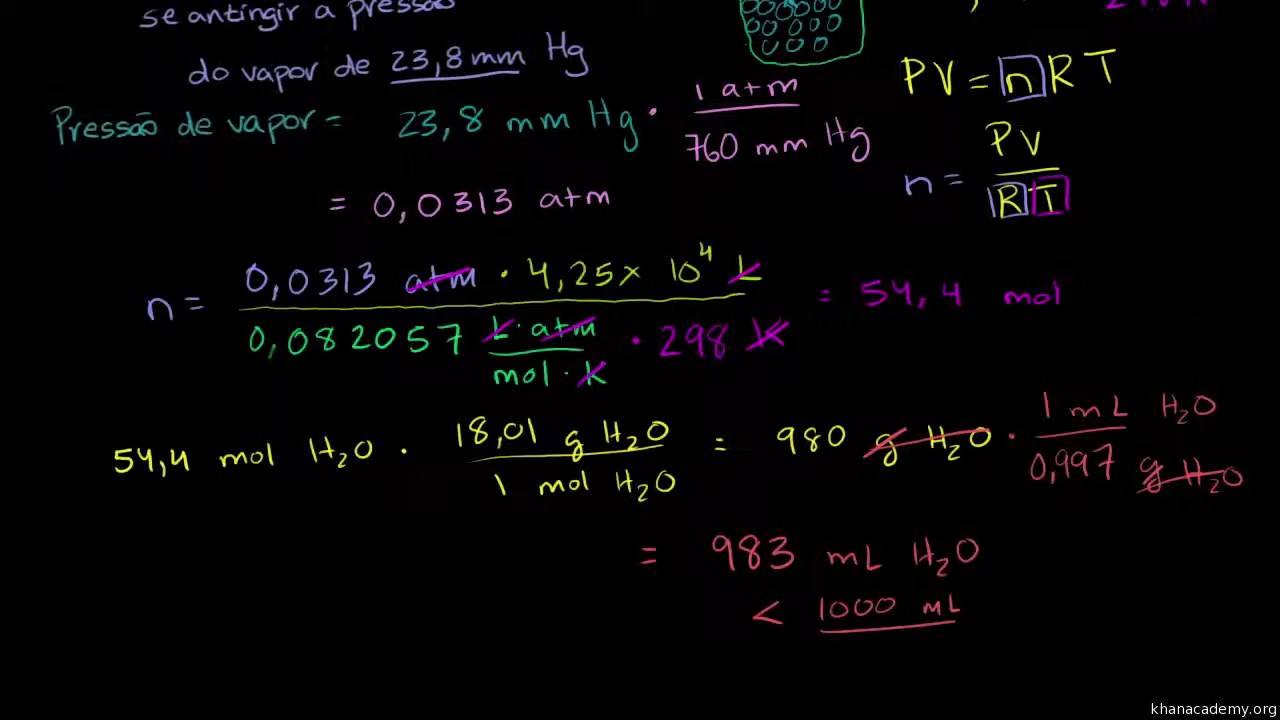 se antingir a pressão
do vapor de 23,8 mm Hg
Pressão de vapor = 23,8 mm Hg · 1 atm / 760 mm Hg
= 0,0313 atm
PV = nRT
n = PV / RT
n = 0,0313 atm · 4,25 x 10⁴ L / 0,082057 L·atm / mol·K · 298 K = 54,4 mol
54,4 mol H₂O · 18,01 g H₂O / 1 mol H₂O = 980 g H₂O · 1 mL H₂O / 0,997 g H₂O
= 983 mL H₂O
< 1000 mL
khanacademy.org